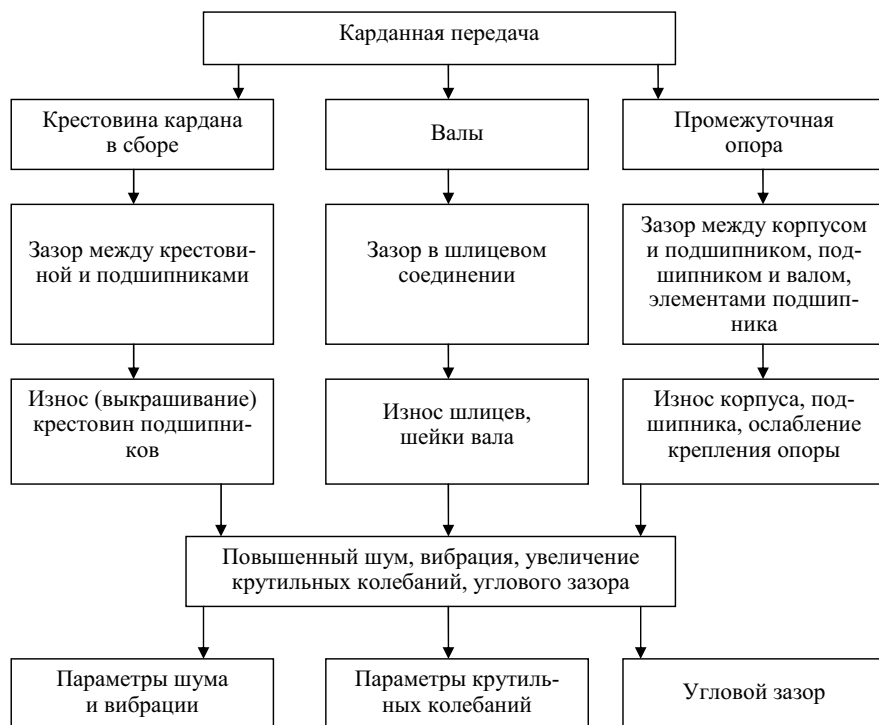 Карданная передача
Крестовина кардана
в сборе
Валы
Промежуточная
опора
Зазор между крестови-
ной и подшипниками
Зазор в шлицевом
соединении
Зазор между корпусом
и подшипником, под-
шипником и валом,
элементами подшип-
ника
Износ (выкрашивание)
крестовин подшипни-
ков
Износ шлицев,
шейки вала
Износ корпуса, под-
шипника, ослабление
крепления опоры
Повышенный шум, вибрация, увеличение
крутильных колебаний, углового зазора
Параметры шума
и вибрации
Параметры крутиль-
ных колебаний
Угловой зазор